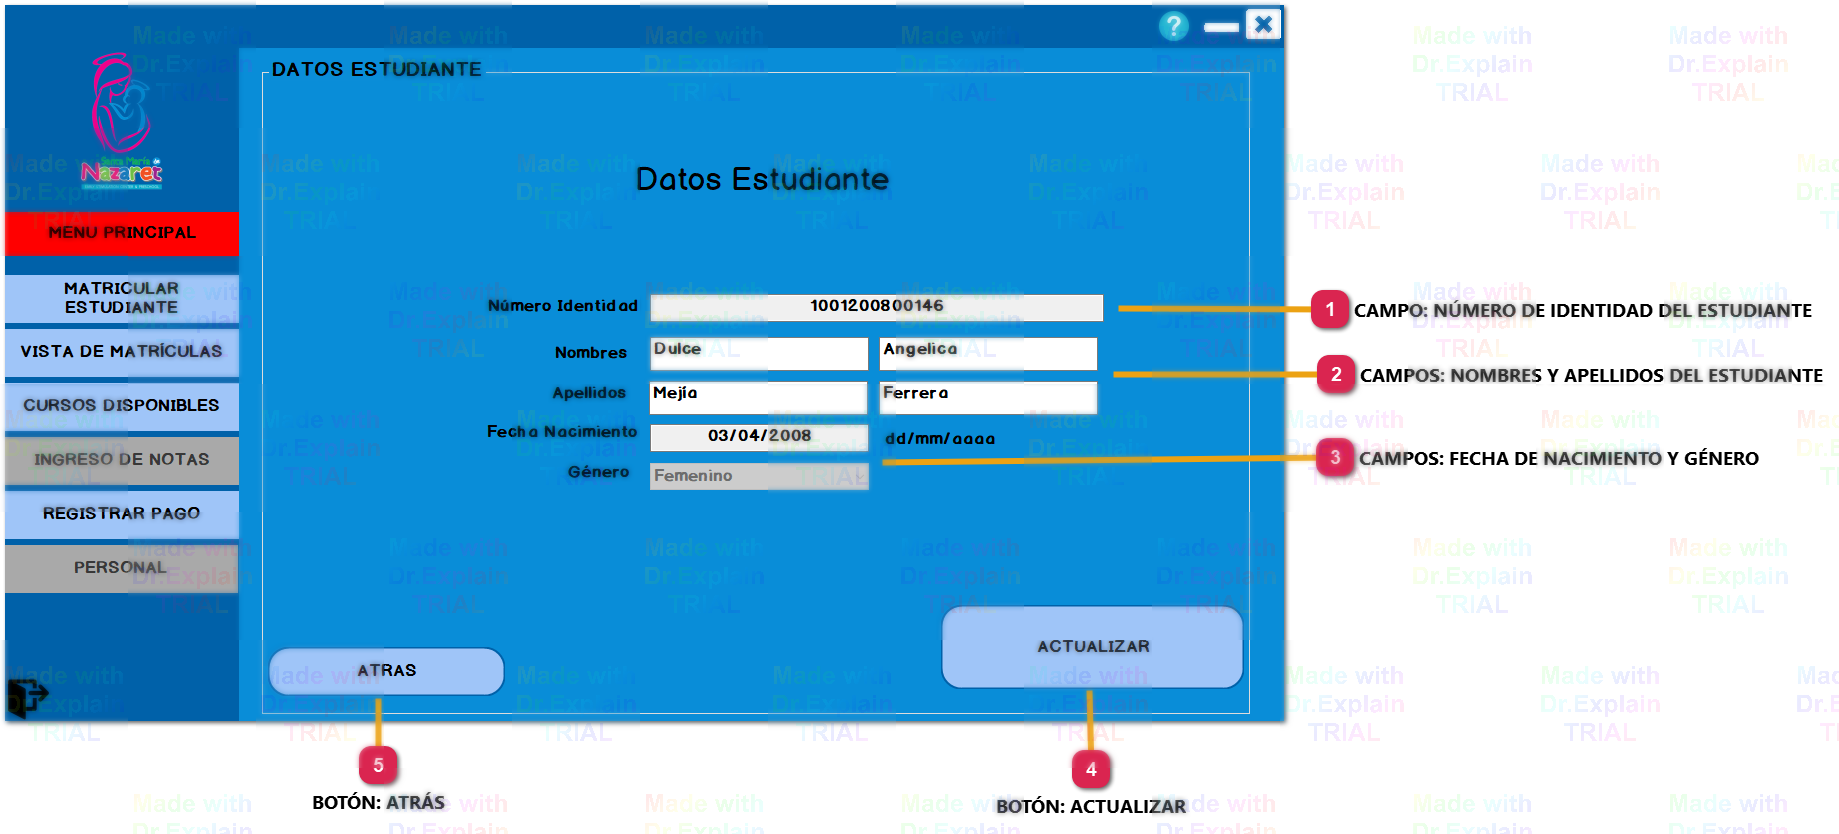 DATOS ESTUDIANTE
Santa María de
Nazaret
MENU PRINCIPAL
MATRICULAR
ESTUDIANTE
VISTA DE MATRÍCULAS
CURSOS DISPONIBLES
INGRESO DE NOTAS
REGISTRAR PAGO
PERSONAL
Datos Estudiante
Número Identidad 1001200800146
Nombres Dulce Angelica
Apellidos Mejía Ferrera
Fecha Nacimiento 03/04/2008 dd/mm/aaaa
Género Femenino
ATRAS
ACTUALIZAR
1 CAMPO: NÚMERO DE IDENTIDAD DEL ESTUDIANTE
2 CAMPOS: NOMBRES Y APELLIDOS DEL ESTUDIANTE
3 CAMPOS: FECHA DE NACIMIENTO Y GÉNERO
5
BOTÓN: ATRÁS
4
BOTÓN: ACTUALIZAR
Made with
Dr.Explain
TRIAL